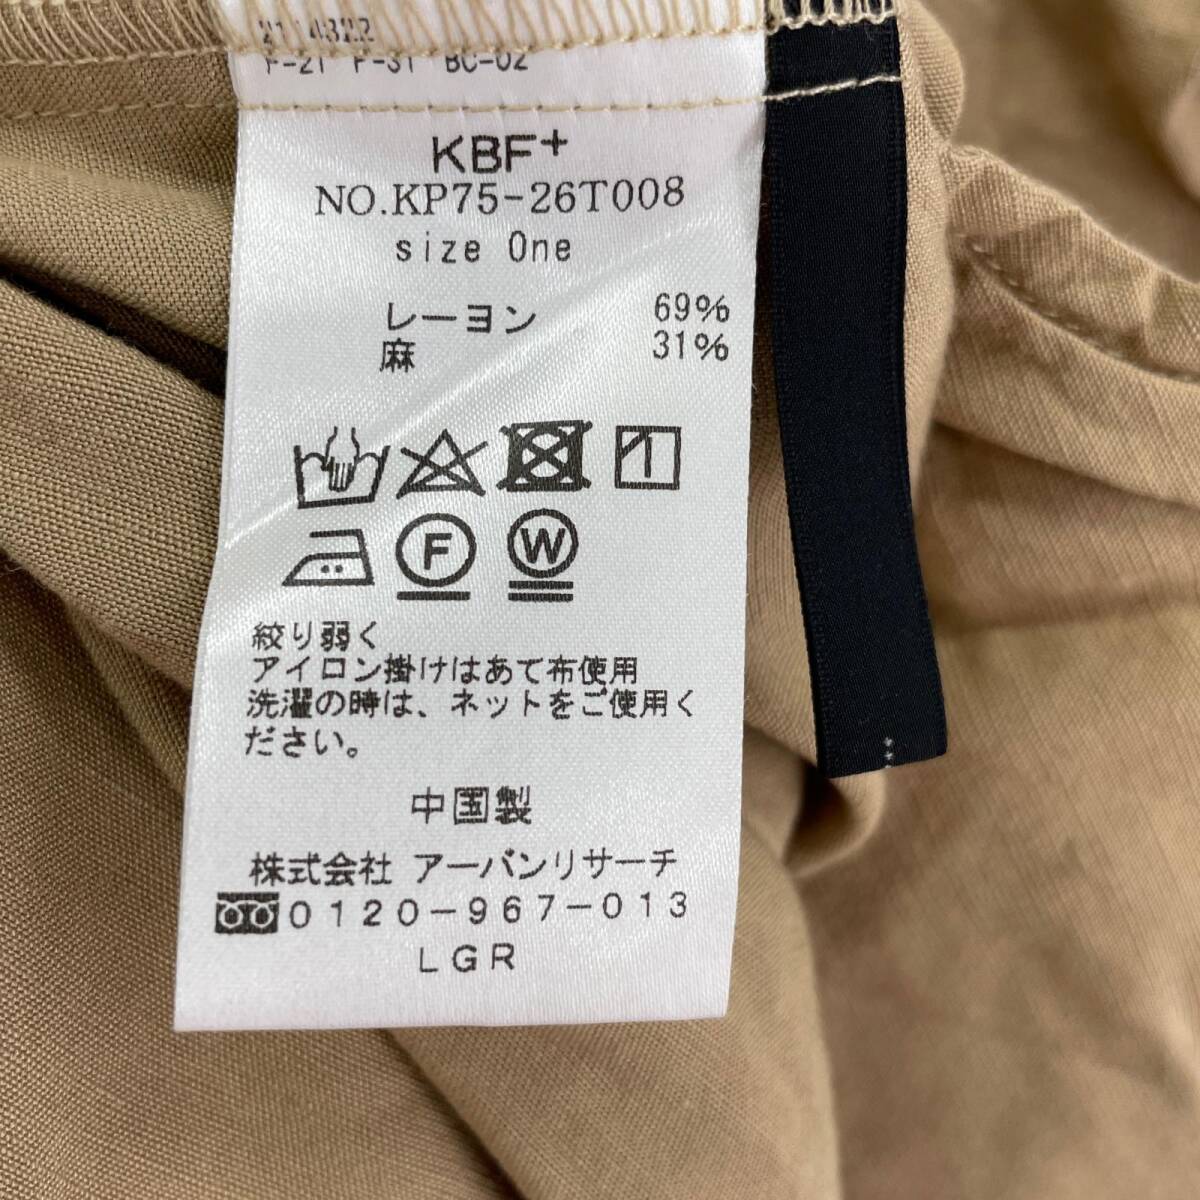 F-21 F-31 BC-02
KBF+
NO.KP75-26T008
size One
レーヨン 69%
麻 31%
F W
絞り弱く
アイロン掛けはあて布使用
洗濯の時は、ネットをご使用く
ださい。
中国製
株式会社 アーバンリサーチ
0120-967-013
LGR